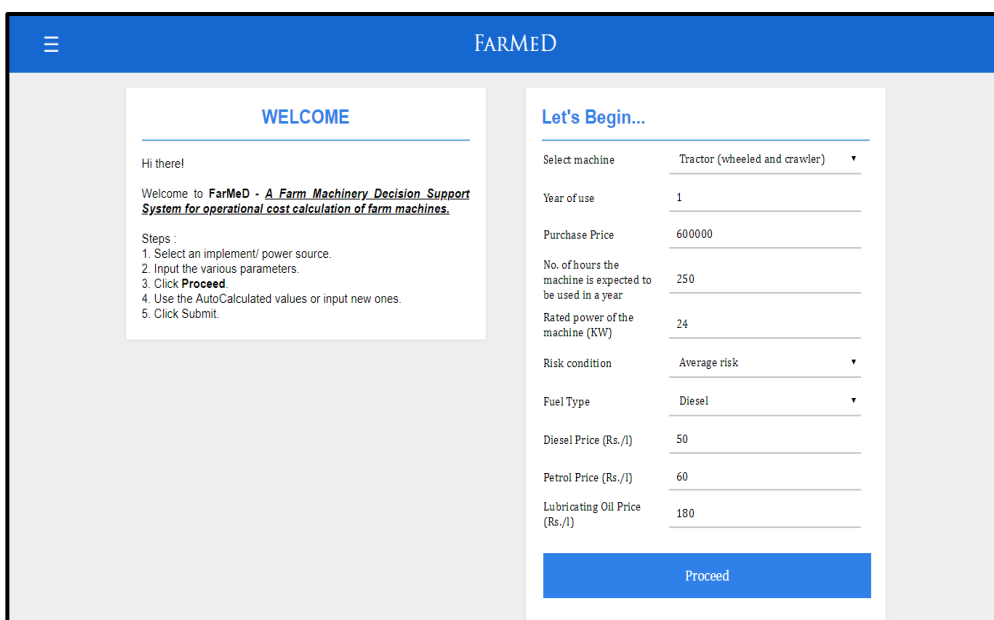 ☰ FARMED
WELCOME
Hi there!
Welcome to FarMeD - A Farm Machinery Decision Support
System for operational cost calculation of farm machines.
Steps :
1. Select an implement/ power source.
2. Input the various parameters.
3. Click Proceed.
4. Use the AutoCalculated values or input new ones.
5. Click Submit.
Let's Begin...
Select machine Tractor (wheeled and crawler)
Year of use 1
Purchase Price 600000
No. of hours the
machine is expected to 250
be used in a year
Rated power of the
machine (KW) 24
Risk condition Average risk
Fuel Type Diesel
Diesel Price (Rs./l) 50
Petrol Price (Rs./l) 60
Lubricating Oil Price
(Rs./l) 180
Proceed